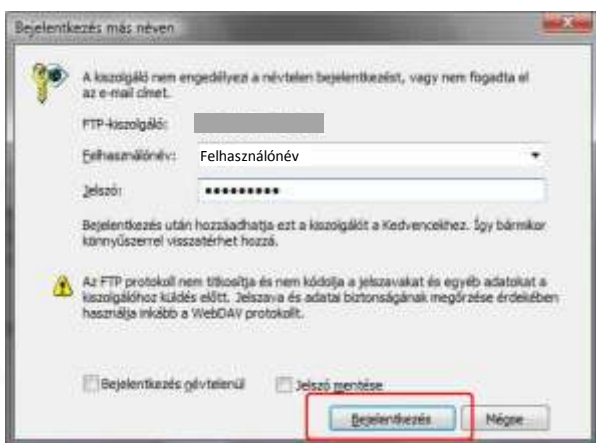 Bejelentkezés más néven
A kiszolgáló nem engedélyezi a névtelen bejelentkezést, vagy nem fogadta el
az e-mail címet.
FTP-kiszolgáló:
Felhasználónév: Felhasználónév
Jelszó: •••••••••
Bejelentkezés után hozzáadhatja ezt a kiszolgálót a Kedvencekhez. Így bármikor
könnyűszerrel visszatérhet hozzá.
Az FTP protokoll nem titkosítja és nem kódolja a jelszavakat és egyéb adatokat a
kiszolgálóhoz küldés előtt. Jelszava és adatai biztonságának megőrzése érdekében
használja inkább a WebDAV protokollt.
Bejelentkezés névtelenül Jelszó mentése
Bejelentkezés Mégse